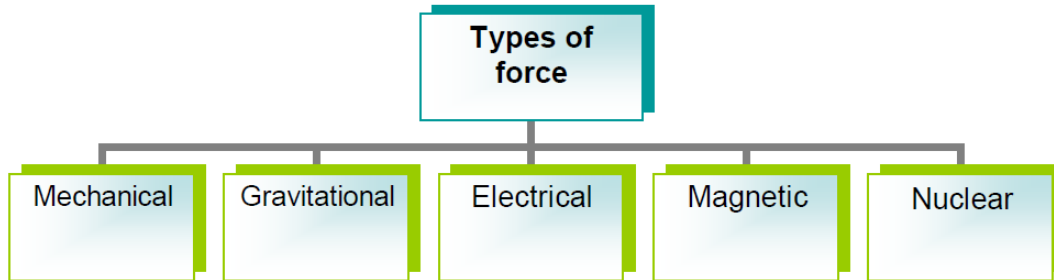 Types of
force
Mechanical
Gravitational
Electrical
Magnetic
Nuclear